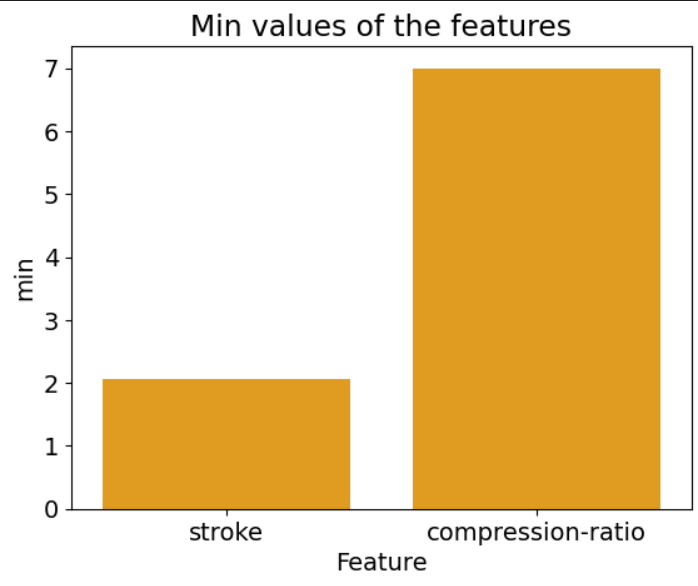 Min values of the features
7
6
5
4
3
2
1
0
min
stroke compression-ratio
Feature